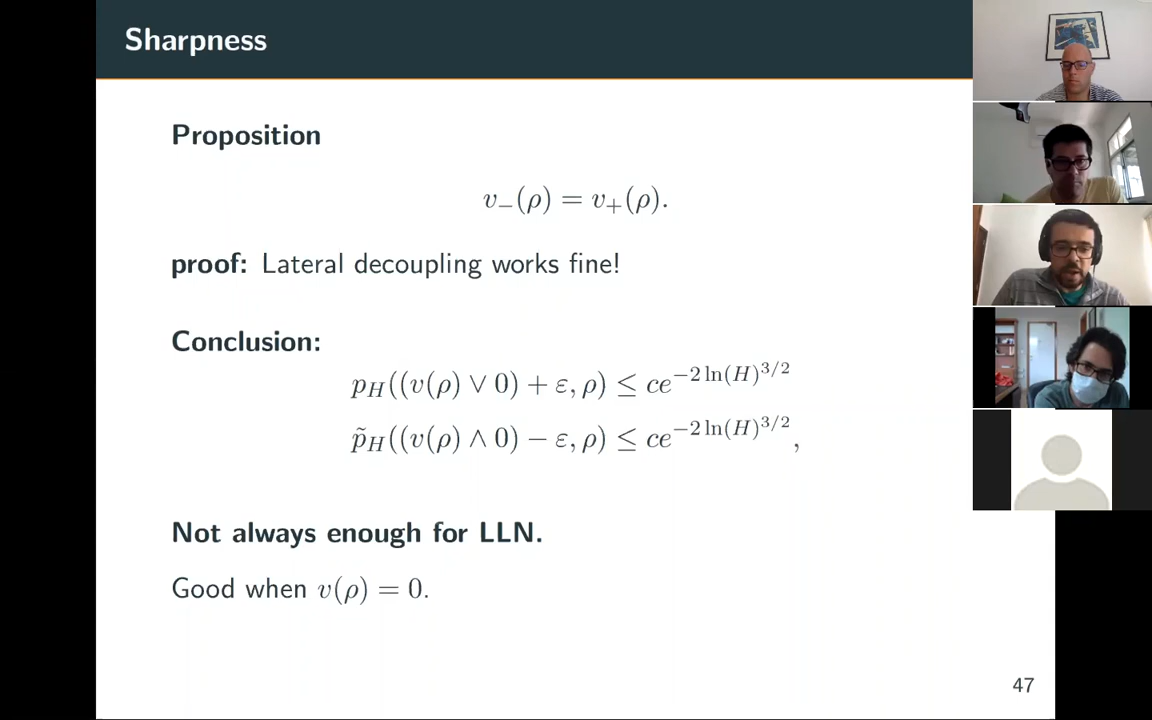 Sharpness
Proposition
v₋(ρ) = v₊(ρ).
proof: Lateral decoupling works fine!
Conclusion:
p_H((v(ρ) ∨ 0) + ε, ρ) ≤ ce^{−2 ln(H)^{3/2}}
p̃_H((v(ρ) ∧ 0) − ε, ρ) ≤ ce^{−2 ln(H)^{3/2}},
Not always enough for LLN.
Good when v(ρ) = 0.
47